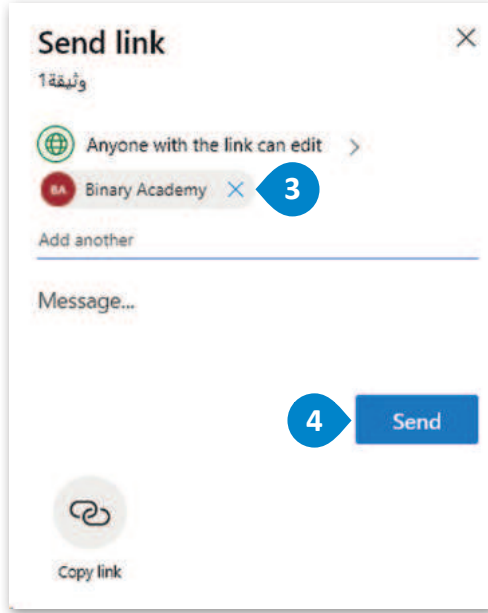 Send link
وثيقة1
Anyone with the link can edit
BA Binary Academy 3
Add another
Message...
4 Send
Copy link